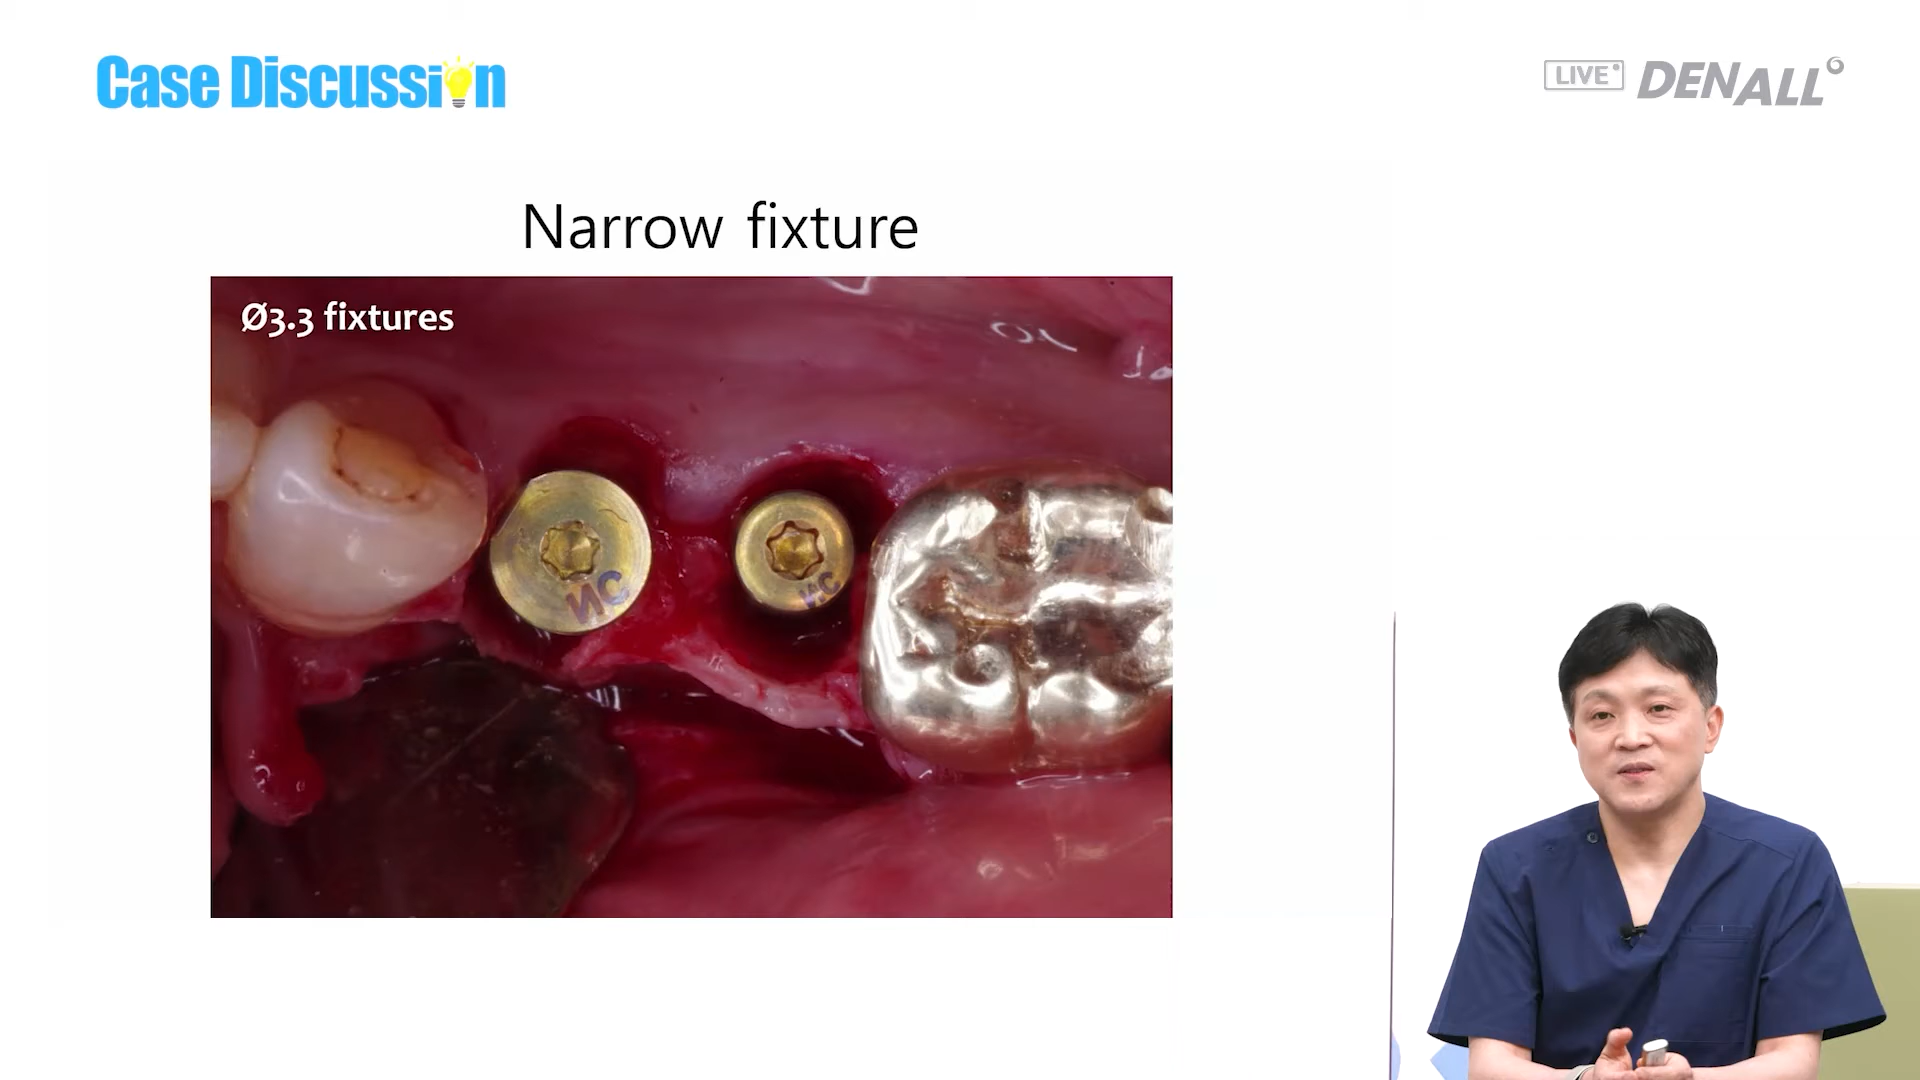 Case Discussion
LIVE DENALL
Narrow fixture
Ø3.3 fixtures
NC
NC